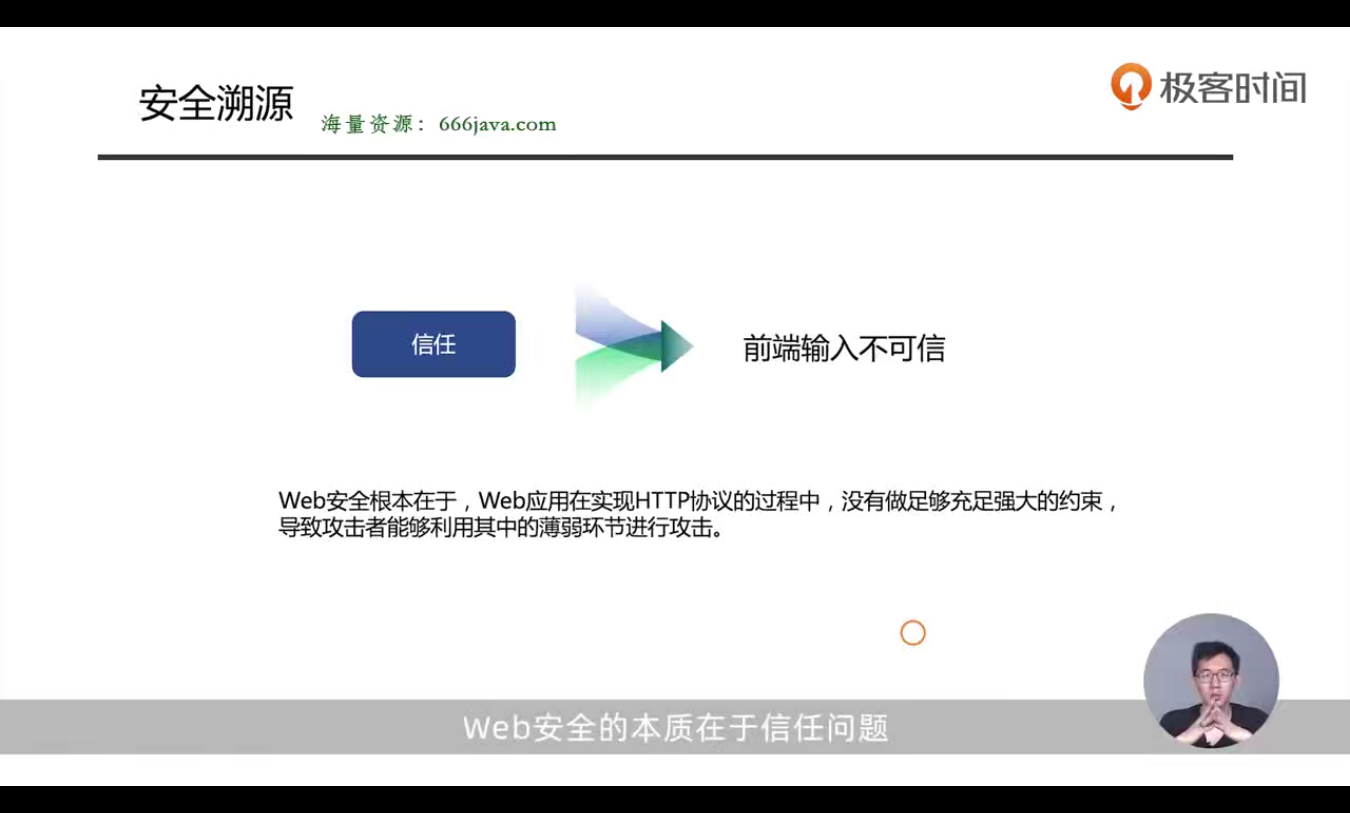 安全溯源
海量资源：666java.com
极客时间
信任
前端输入不可信
Web安全根本在于，Web应用在实现HTTP协议的过程中，没有做足够充足强大的约束，
导致攻击者能够利用其中的薄弱环节进行攻击。
Web安全的本质在于信任问题